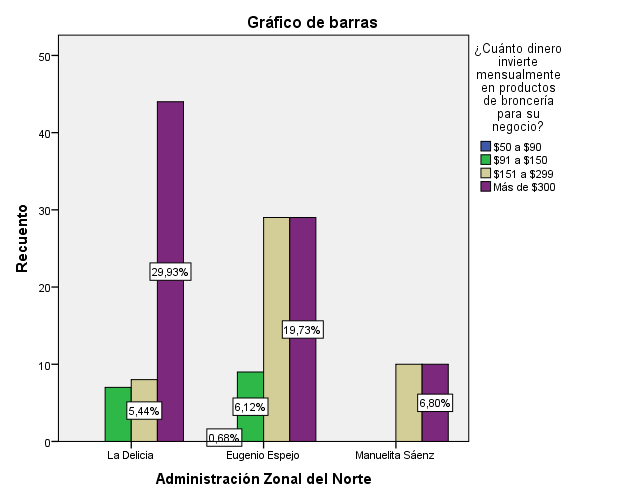 Gráfico de barras
¿Cuánto dinero
invierte
mensualmente
en productos
de broncería
para su
negocio?
$50 a $90
$91 a $150
$151 a $299
Más de $300
Recuento
50
40
30
20
10
0
29,93%
19,73%
5,44%
6,12%
6,80%
0,68%
La Delicia
Eugenio Espejo
Manuelita Sáenz
Administración Zonal del Norte